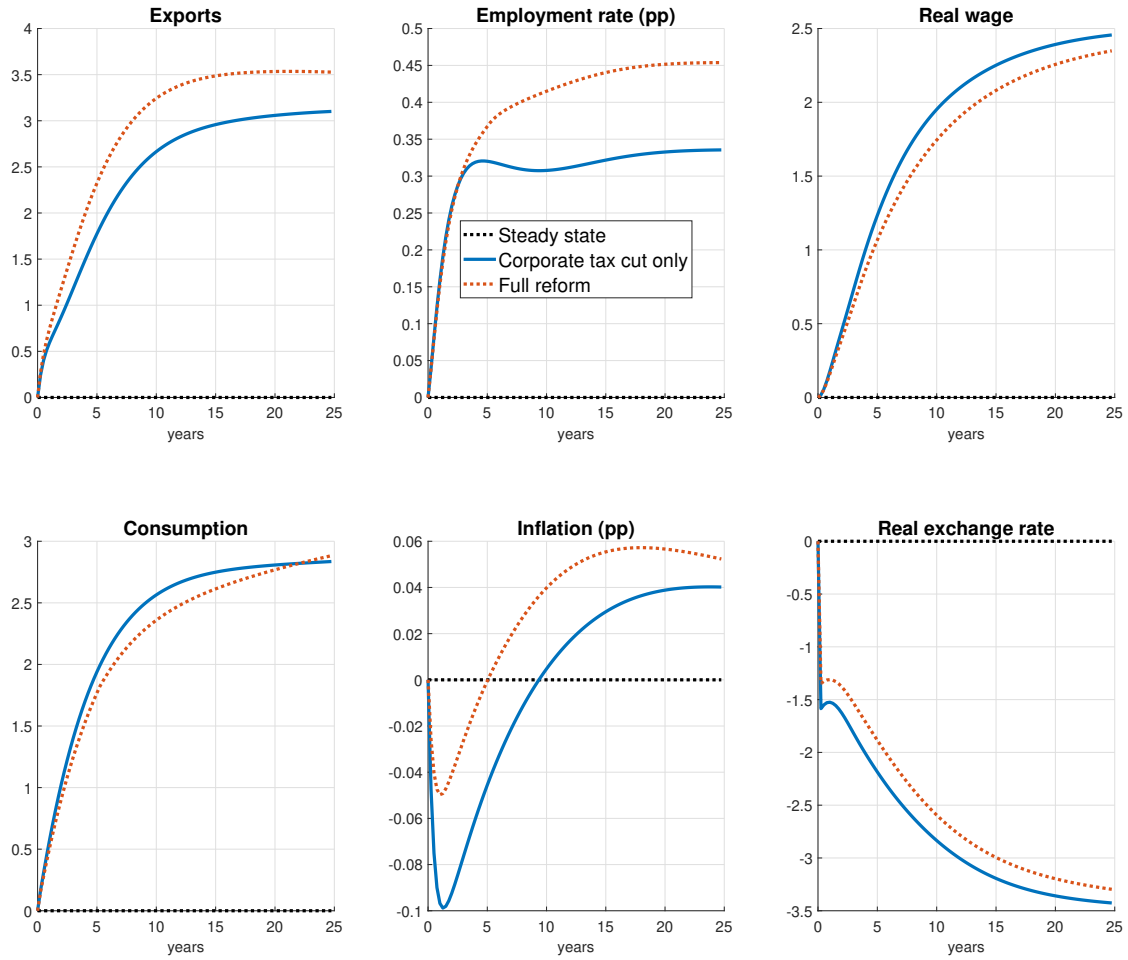 Exports
4
3.5
3
2.5
2
1.5
1
0.5
0
0 5 10 15 20 25
years
Employment rate (pp)
0.5
0.45
0.4
0.35
0.3
0.25
0.2
0.15
0.1
0.05
0
Steady state
Corporate tax cut only
Full reform
0 5 10 15 20 25
years
Real wage
2.5
2
1.5
1
0.5
0
0 5 10 15 20 25
years
Consumption
3
2.5
2
1.5
1
0.5
0
0 5 10 15 20 25
years
Inflation (pp)
0.06
0.04
0.02
0
-0.02
-0.04
-0.06
-0.08
-0.1
0 5 10 15 20 25
years
Real exchange rate
0
-0.5
-1
-1.5
-2
-2.5
-3
-3.5
0 5 10 15 20 25
years